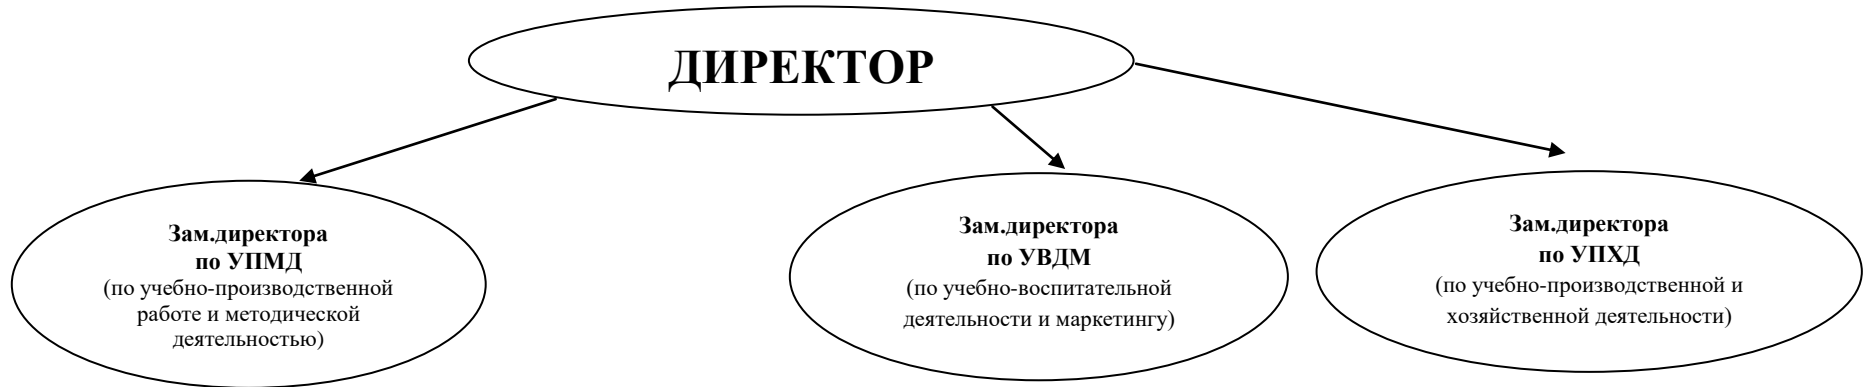 ДИРЕКТОР
Зам.директора
по УПМД
(по учебно-производственной
работе и методической
деятельностью)
Зам.директора
по УВДМ
(по учебно-воспитательной
деятельности и маркетингу)
Зам.директора
по УПХД
(по учебно-производственной и
хозяйственной деятельности)